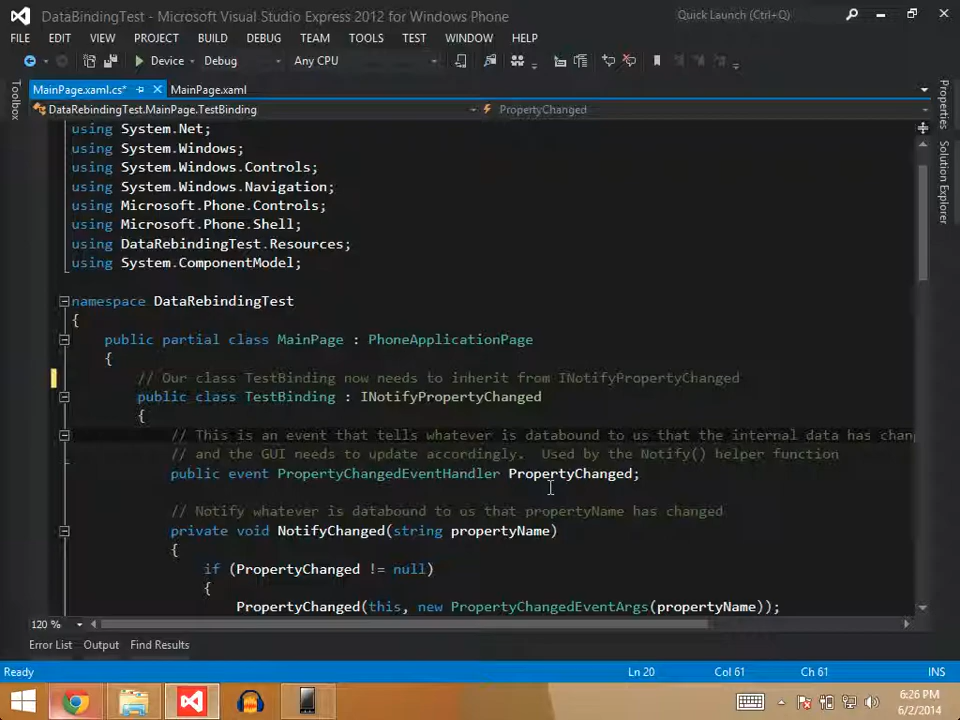 DataBindingTest - Microsoft Visual Studio Express 2012 for Windows Phone
Quick Launch (Ctrl+Q)
FILE EDIT VIEW PROJECT BUILD DEBUG TEAM TOOLS TEST WINDOW HELP
Device Debug Any CPU
MainPage.xaml.cs* MainPage.xaml
DataRebindingTest.MainPage.TestBinding PropertyChanged
Toolbox
Properties
Solution Explorer
using System.Net;
using System.Windows;
using System.Windows.Controls;
using System.Windows.Navigation;
using Microsoft.Phone.Controls;
using Microsoft.Phone.Shell;
using DataRebindingTest.Resources;
using System.ComponentModel;
namespace DataRebindingTest
{
public partial class MainPage : PhoneApplicationPage
{
// Our class TestBinding now needs to inherit from INotifyPropertyChanged
public class TestBinding : INotifyPropertyChanged
{
// This is an event that tells whatever is databound to us that the internal data has chan
// and the GUI needs to update accordingly.  Used by the Notify() helper function
public event PropertyChangedEventHandler PropertyChanged;
// Notify whatever is databound to us that propertyName has changed
private void NotifyChanged(string propertyName)
{
if (PropertyChanged != null)
{
PropertyChanged(this, new PropertyChangedEventArgs(propertyName));
120 %
Error List Output Find Results
Ready Ln 20 Col 61 Ch 61 INS
6:26 PM
6/2/2014